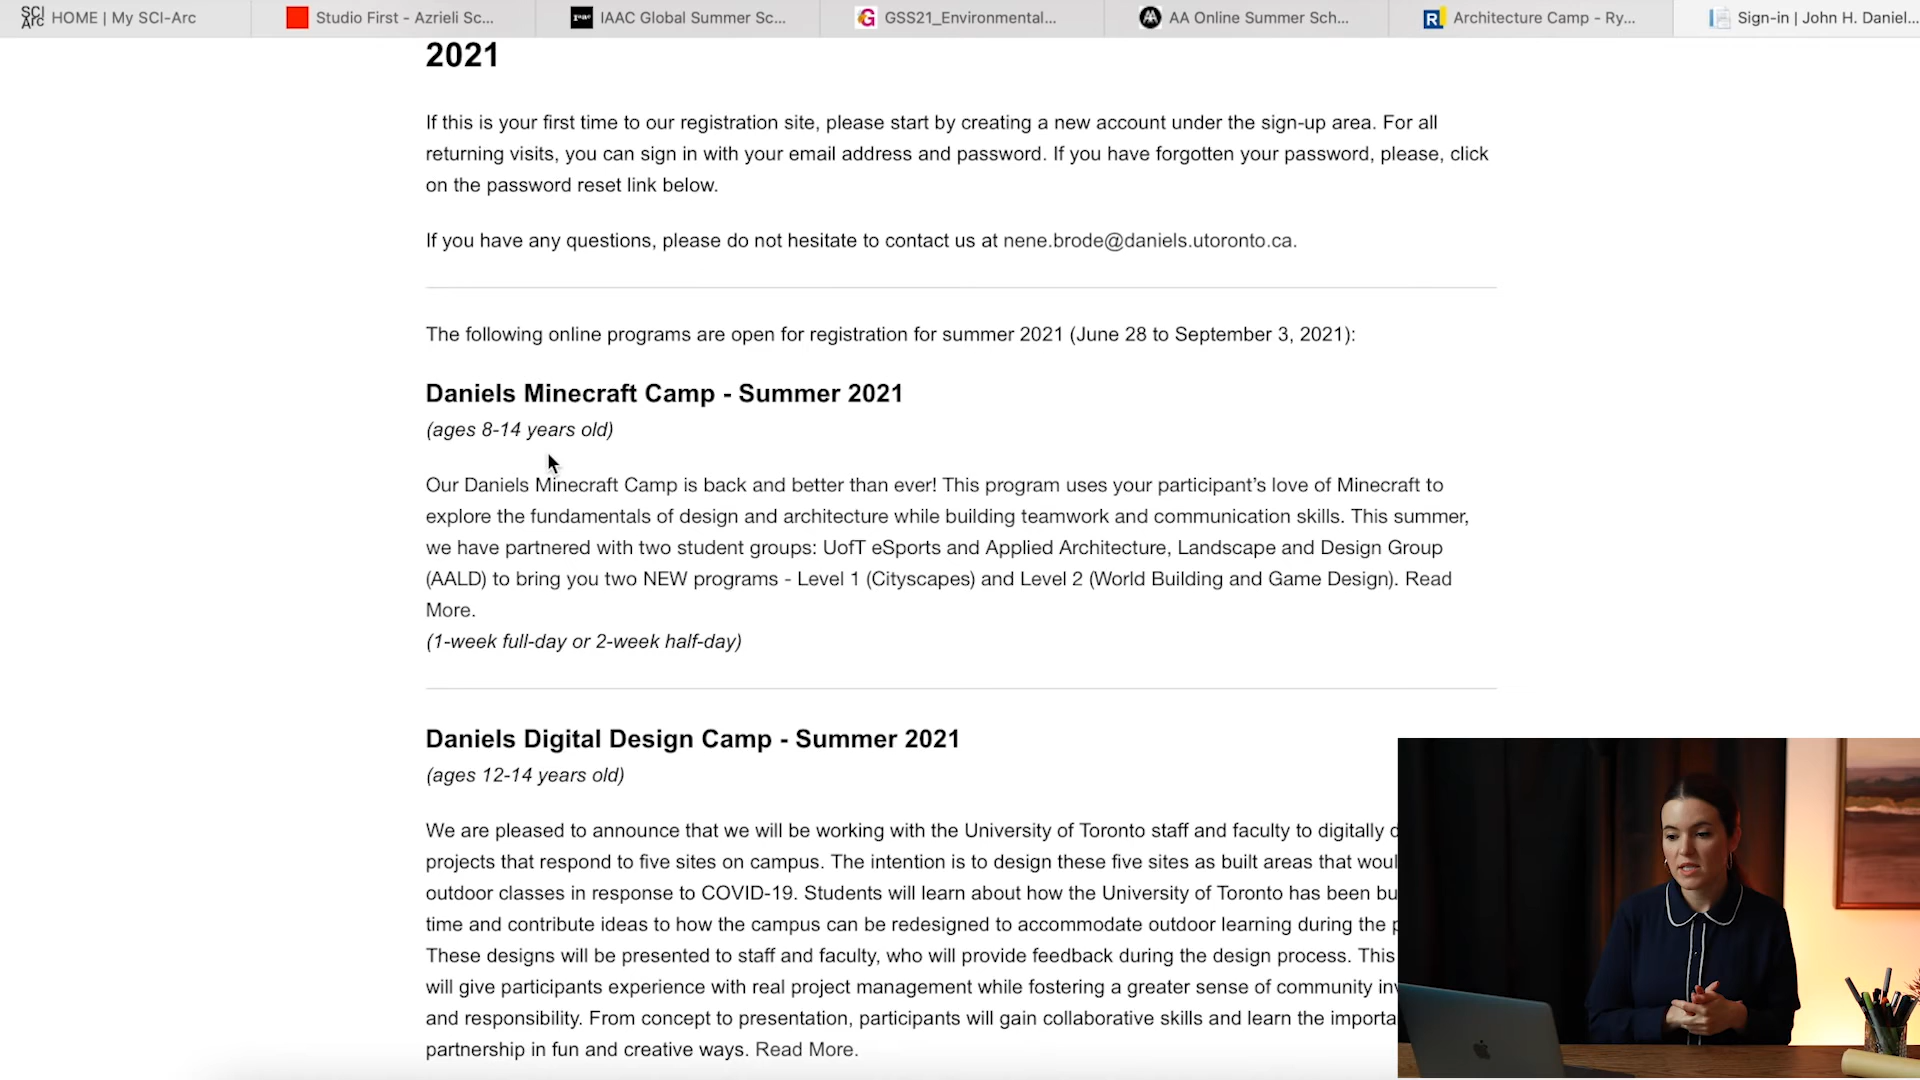 SCI
Arc
HOME | My SCI-Arc
Studio First - Azrieli Sc...
Iaac
IAAC Global Summer Sc...
G
GSS21_Environmental...
AA
AA Online Summer Sch...
R
Architecture Camp - Ry...
Sign-in | John H. Daniel...
2021
If this is your first time to our registration site, please start by creating a new account under the sign-up area. For all
returning visits, you can sign in with your email address and password. If you have forgotten your password, please, click
on the password reset link below.
If you have any questions, please do not hesitate to contact us at nene.brode@daniels.utoronto.ca.
The following online programs are open for registration for summer 2021 (June 28 to September 3, 2021):
Daniels Minecraft Camp - Summer 2021
(ages 8-14 years old)
Our Daniels Minecraft Camp is back and better than ever! This program uses your participant's love of Minecraft to
explore the fundamentals of design and architecture while building teamwork and communication skills. This summer,
we have partnered with two student groups: UofT eSports and Applied Architecture, Landscape and Design Group
(AALD) to bring you two NEW programs - Level 1 (Cityscapes) and Level 2 (World Building and Game Design). Read
More.
(1-week full-day or 2-week half-day)
Daniels Digital Design Camp - Summer 2021
(ages 12-14 years old)
We are pleased to announce that we will be working with the University of Toronto staff and faculty to digitally
projects that respond to five sites on campus. The intention is to design these five sites as built areas that woul
outdoor classes in response to COVID-19. Students will learn about how the University of Toronto has been bu
time and contribute ideas to how the campus can be redesigned to accommodate outdoor learning during the
These designs will be presented to staff and faculty, who will provide feedback during the design process. This
will give participants experience with real project management while fostering a greater sense of community in
and responsibility. From concept to presentation, participants will gain collaborative skills and learn the importa
partnership in fun and creative ways. Read More.